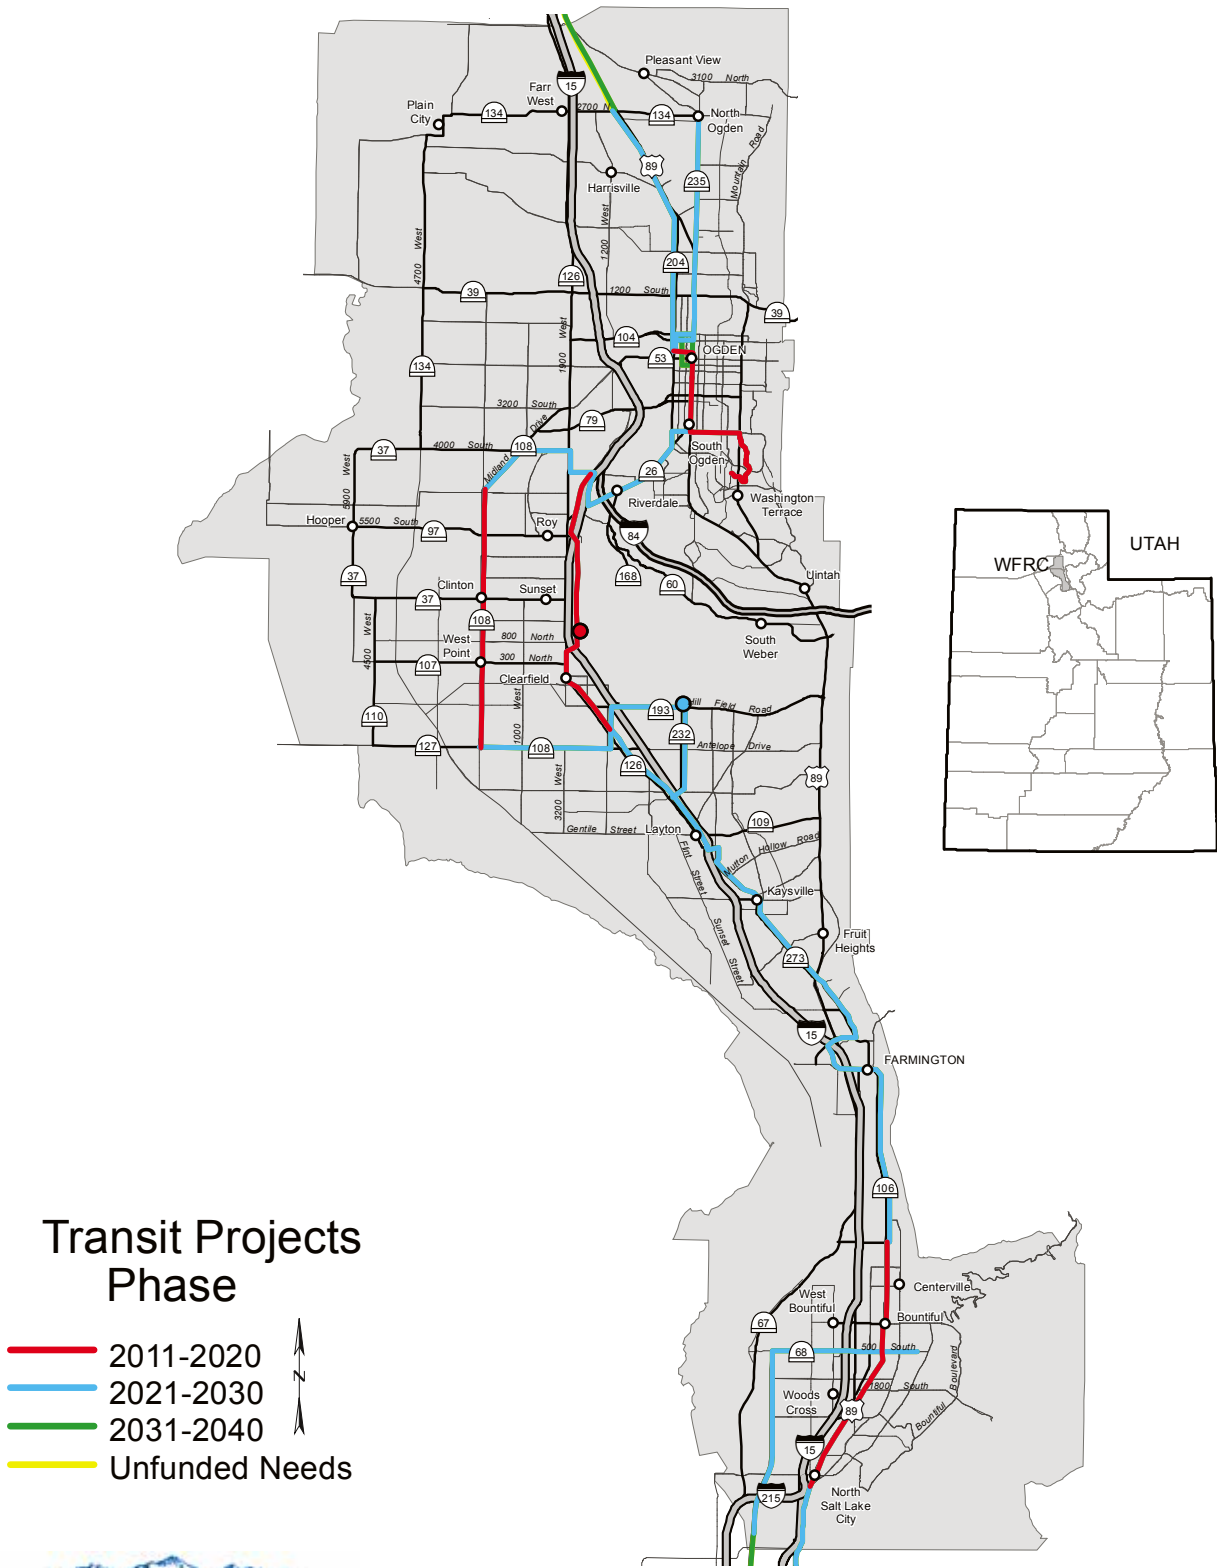 Pleasant View
3100 North
15
Farr
West
2700 N
Plain
City
134
134
North
Ogden
Mountain Road
89
235
Harrisville
4700 West
1200 West
204
126
39
1200 South
39
1900 West
104
53
OGDEN
134
3200 South
Midland Drive
79
108
37
4000 South
South
Ogden
26
5900 West
Riverdale
Washington
Terrace
Hooper
5500 South
97
Roy
84
UTAH
WFRC
37
168
60
Uintah
Clinton
37
Sunset
108
800 North
South
Weber
West
Point
4500 West
107
300 North
Clearfield
1000 West
193
Hill Field Road
110
232
127
108
Antelope Drive
126
89
3200 West
Gentile Street
Layton
109
Flint Street
Mutton Hollow Road
Kaysville
Sunset Street
Fruit
Heights
273
15
FARMINGTON
106
Transit Projects
Phase
Centerville
West
Bountiful
67
Bountiful
68
500 South
2011-2020
N
2021-2030
2031-2040
Unfunded Needs
1800 South
Woods
Cross
89
Bountiful Boulevard
15
215
North
Salt Lake
City